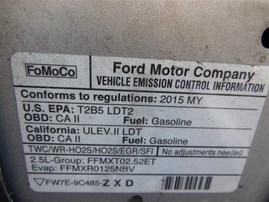 FoMoCo
Ford Motor Company
VEHICLE EMISSION CONTROL INFORMATION
Conforms to regulations: 2015 MY
U.S. EPA: T2B5 LDT2
OBD: CA II Fuel: Gasoline
California: ULEV II LDT
OBD: CA II Fuel: Gasoline
TWC/WR-HO2S/HO2S/EGR/SFI No adjustments needed.
2.5L-Group: FFMXT02.52ET
Evap: FFMXR0125NBV
FW7E-9C485-ZXD